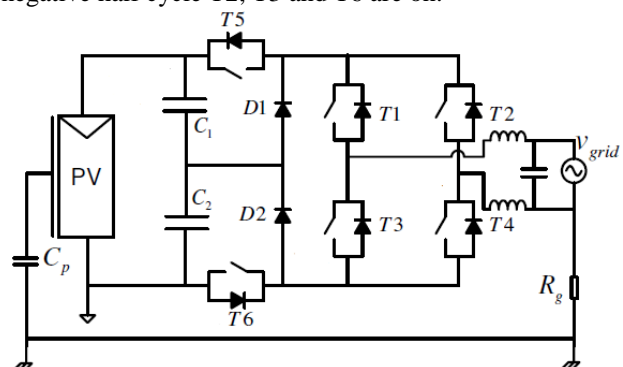 negative half cycle T2, T3 and T6 are on.
T5
C1
D1
T1
T2
vgrid
PV
C2
D2
T3
T4
Cp
T6
Rg